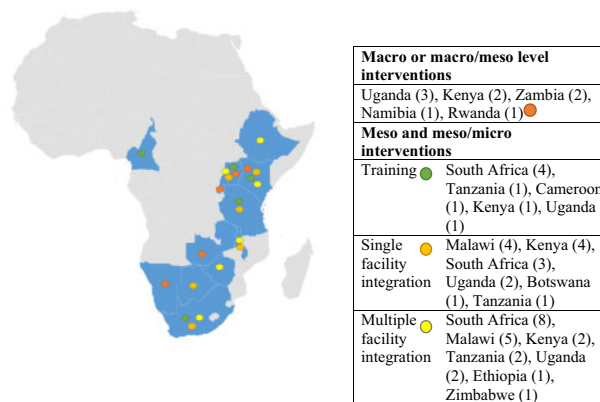 Macro or macro/meso level
interventions
Uganda (3), Kenya (2), Zambia (2),
Namibia (1), Rwanda (1)
Meso and meso/micro
interventions
Training
South Africa (4),
Tanzania (1), Cameroon
(1), Kenya (1), Uganda
(1)
Single
facility
integration
Malawi (4), Kenya (4),
South Africa (3),
Uganda (2), Botswana
(1), Tanzania (1)
Multiple
facility
integration
South Africa (8),
Malawi (5), Kenya (2),
Tanzania (2), Uganda
(2), Ethiopia (1),
Zimbabwe (1)